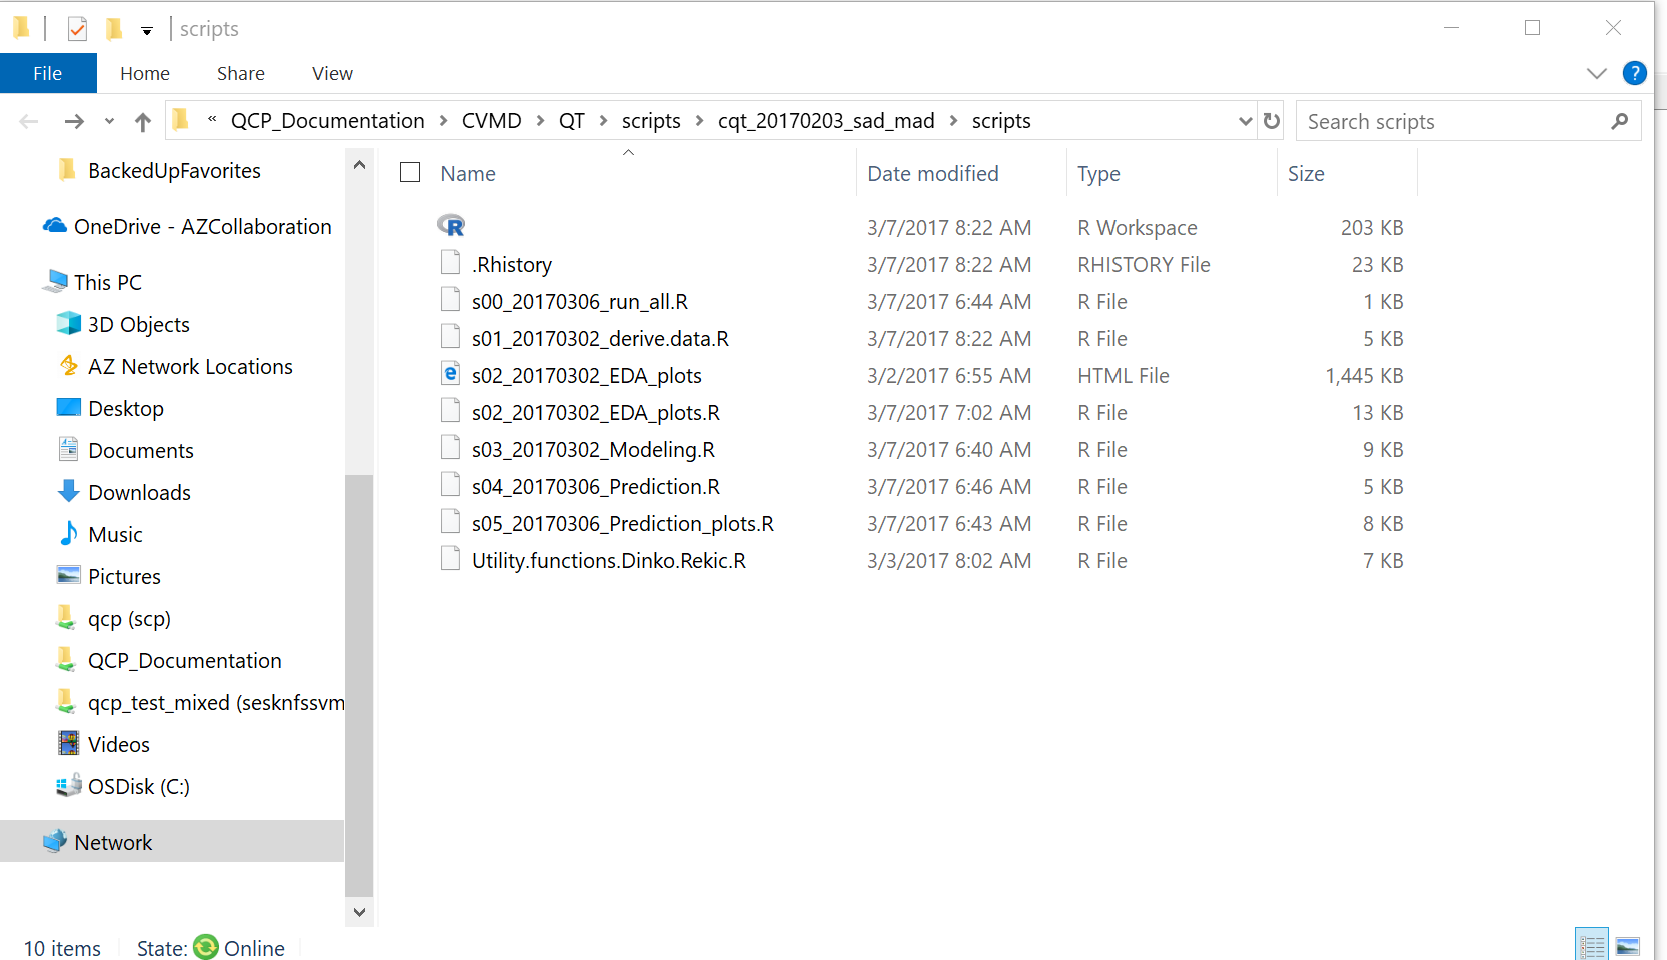 scripts
File Home Share View
« QCP_Documentation > CVMD > QT > scripts > cqt_20170203_sad_mad > scripts
Search scripts
BackedUpFavorites
OneDrive - AZCollaboration
This PC
3D Objects
AZ Network Locations
Desktop
Documents
Downloads
Music
Pictures
qcp (scp)
QCP_Documentation
qcp_test_mixed (sesknfssvm
Videos
OSDisk (C:)
Network
Name Date modified Type Size
R 3/7/2017 8:22 AM R Workspace 203 KB
.Rhistory 3/7/2017 8:22 AM RHISTORY File 23 KB
s00_20170306_run_all.R 3/7/2017 6:44 AM R File 1 KB
s01_20170302_derive.data.R 3/7/2017 8:22 AM R File 5 KB
s02_20170302_EDA_plots 3/2/2017 6:55 AM HTML File 1,445 KB
s02_20170302_EDA_plots.R 3/7/2017 7:02 AM R File 13 KB
s03_20170302_Modeling.R 3/7/2017 6:40 AM R File 9 KB
s04_20170306_Prediction.R 3/7/2017 6:46 AM R File 5 KB
s05_20170306_Prediction_plots.R 3/7/2017 6:43 AM R File 8 KB
Utility.functions.Dinko.Rekic.R 3/3/2017 8:02 AM R File 7 KB
10 items State: Online